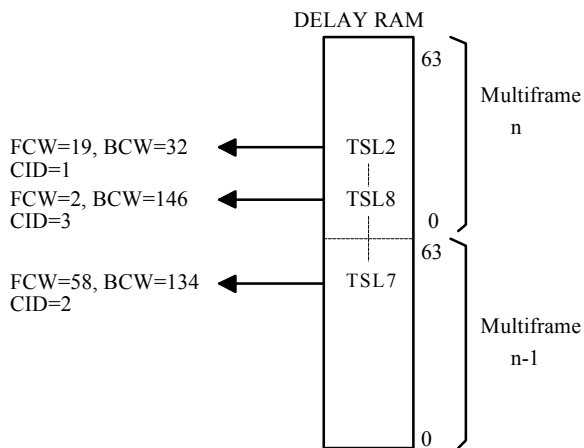 DELAY RAM
63
Multiframe
n
FCW=19, BCW=32
CID=1
TSL2
FCW=2, BCW=146
CID=3
TSL8
0
63
FCW=58, BCW=134
CID=2
TSL7
Multiframe
n-1
0